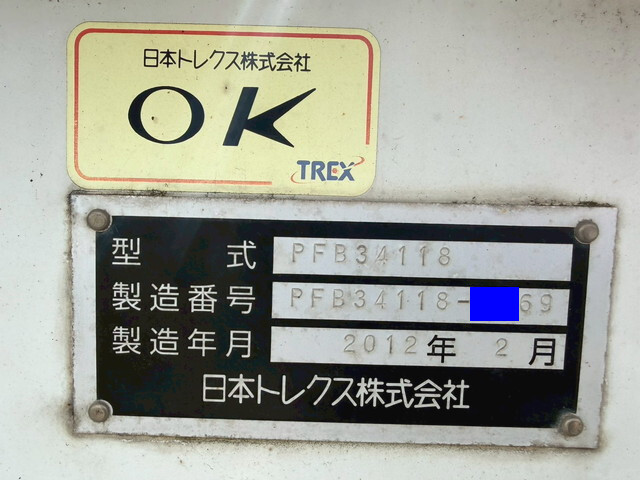 日本トレクス株式会社
OK
TREX
型式 PFB34118
製造番号 PFB34118-69
製造年月 2012年2月
日本トレクス株式会社